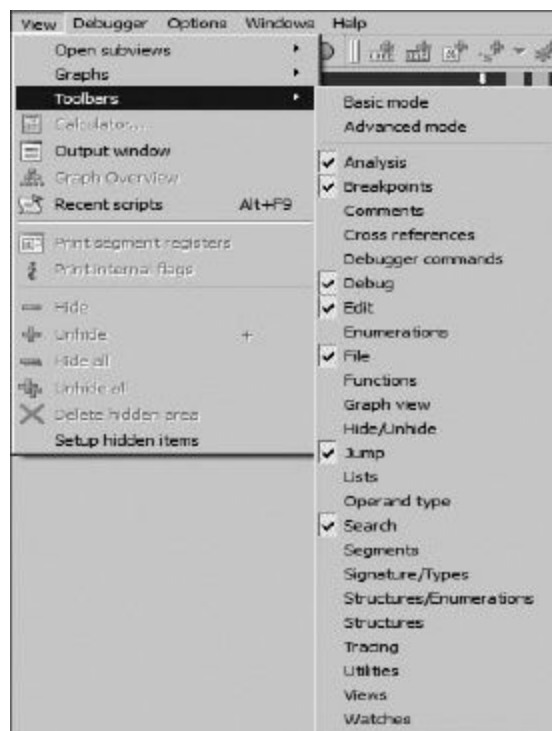 View Debugger Options Windows Help
Open subviews
Graphs
Toolbars
Calculator...
Output window
Graph Overview
Recent scripts Alt+F9
Print segment registers
Print internal flags
Hide
Unhide +
Hide all
Unhide all
Delete hidden area
Setup hidden items
Basic mode
Advanced mode
Analysis
Breakpoints
Comments
Cross references
Debugger commands
Debug
Edit
Enumerations
File
Functions
Graph view
Hide/Unhide
Jump
Lists
Operand type
Search
Segments
Signature/Types
Structures/Enumerations
Structures
Tracing
Utilities
Views
Watches